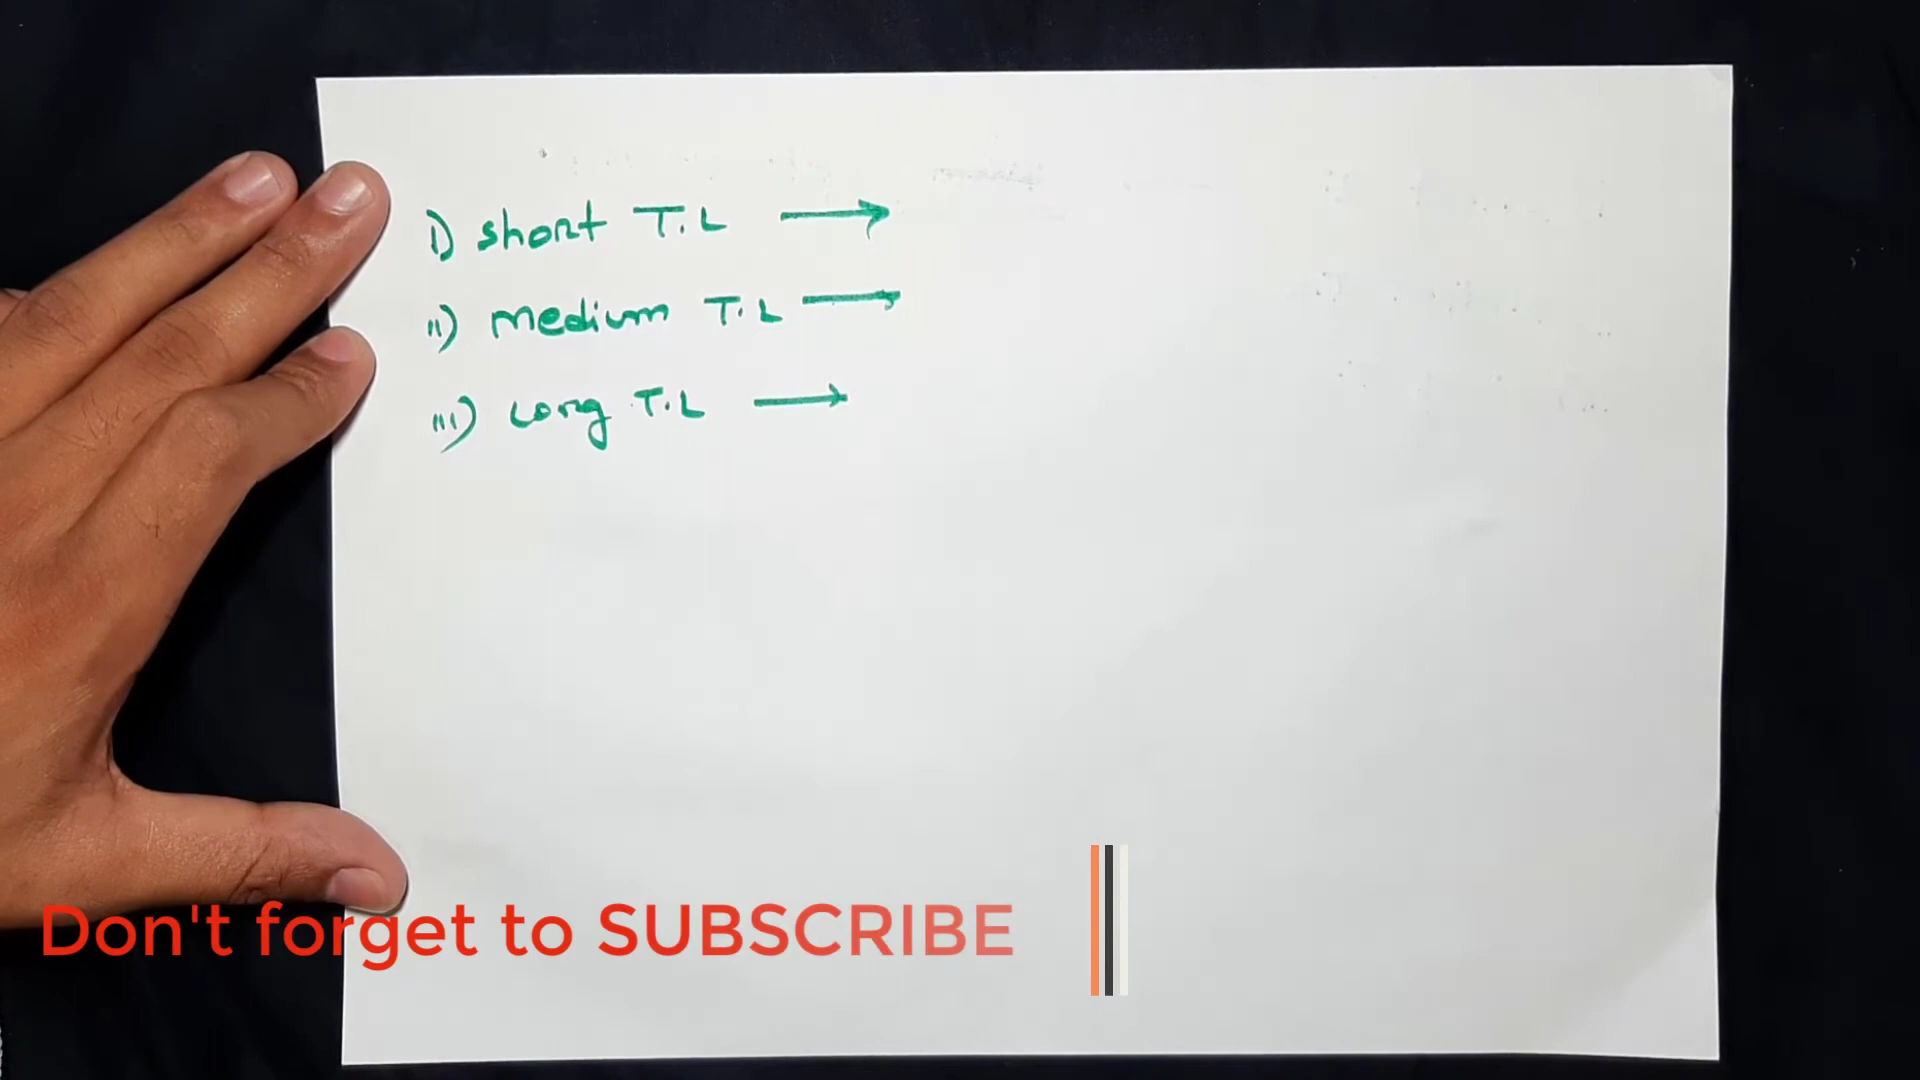 i) short T.L →
ii) medium T.L →
iii) Long T.L →
Don't forget to SUBSCRIBE